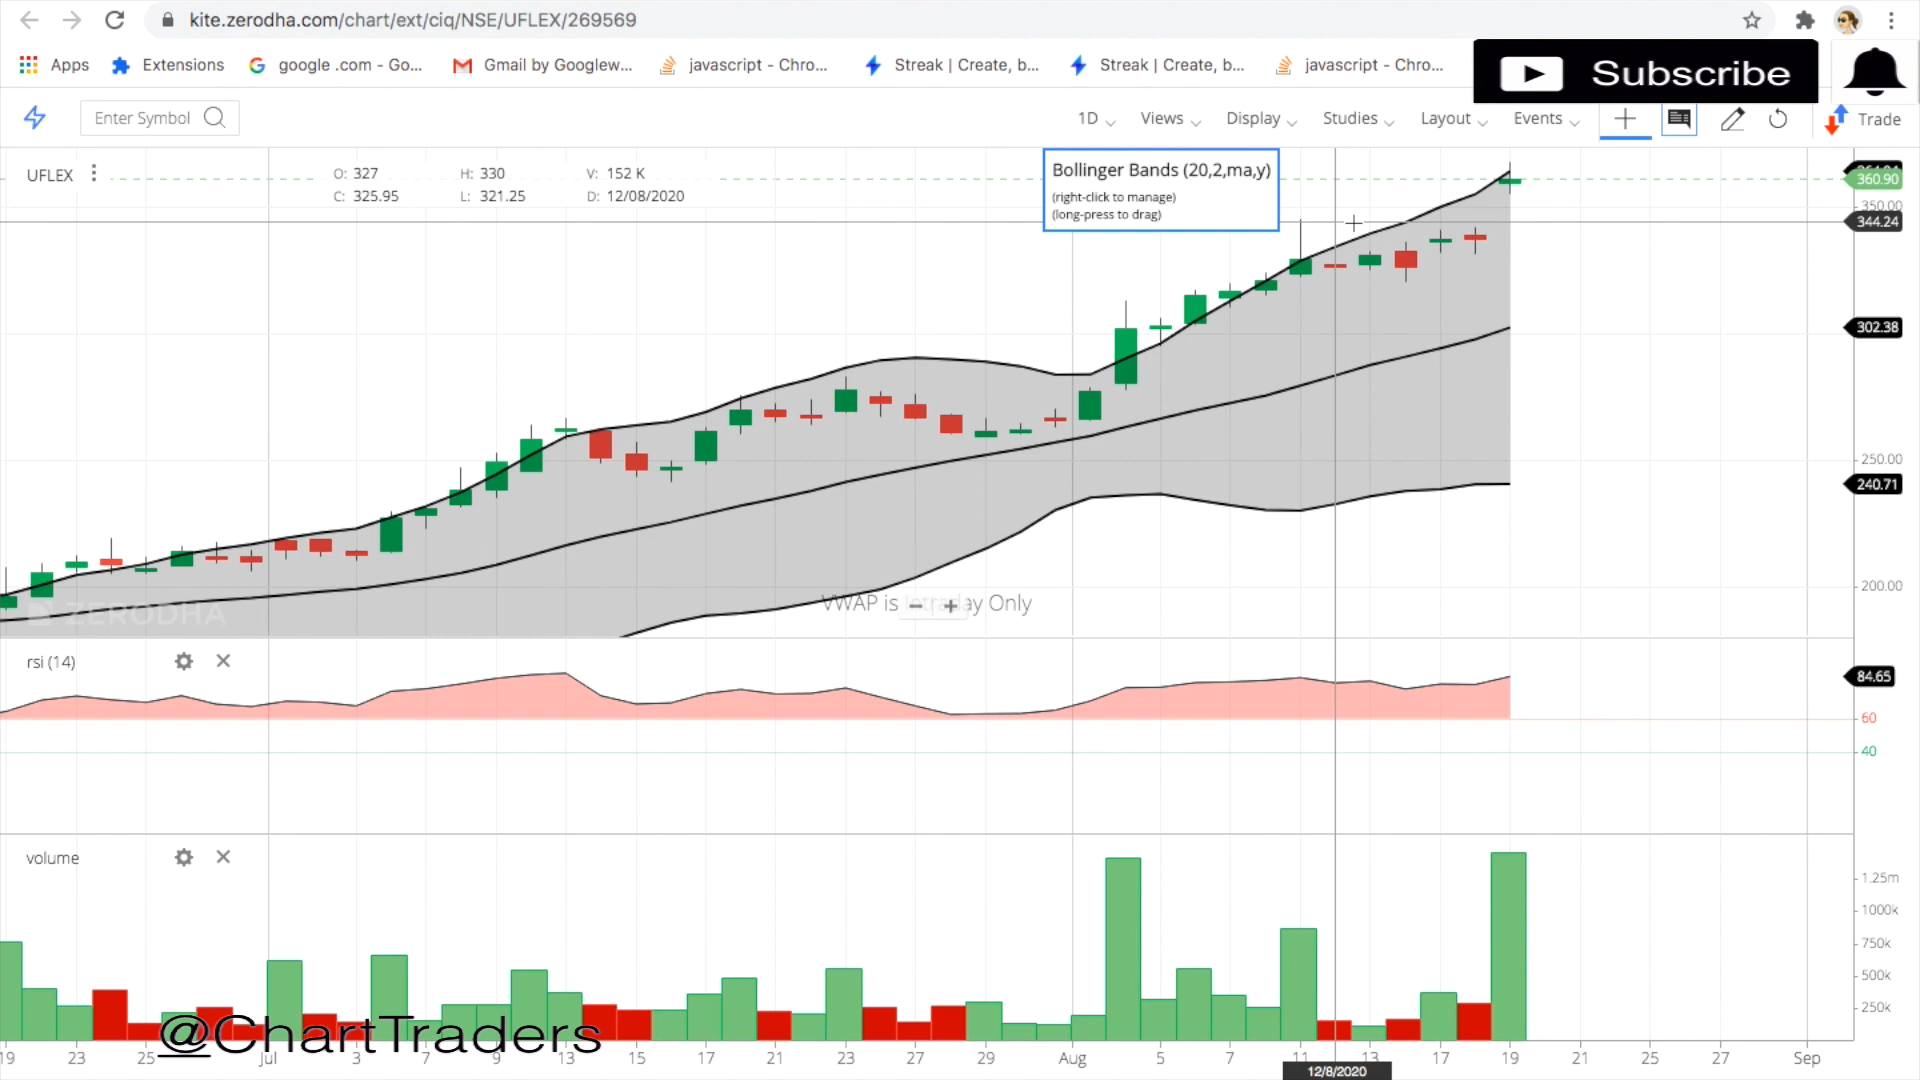 kite.zerodha.com/chart/ext/ciq/NSE/UFLEX/269569
Apps Extensions google .com - Go... Gmail by Googlew... javascript - Chro... Streak | Create, b... Streak | Create, b... javascript - Chro...
Subscribe
Enter Symbol 1D Views Display Studies Layout Events Trade
UFLEX
O: 327 H: 330 V: 152 K
C: 325.95 L: 321.25 D: 12/08/2020
Bollinger Bands (20,2,ma,y)
(right-click to manage)
(long-press to drag)
360.90
350.00
344.24
302.38
250.00
240.71
200.00
ZERODHA
VWAP is Intraday Only
rsi (14)
84.65
60
40
volume
1.25m
1000k
750k
500k
250k
@ChartTraders
19 23 25 Jul 3 7 9 13 15 17 21 23 27 29 Aug 5 7 11 13 17 19 21 25 27 Sep
12/8/2020